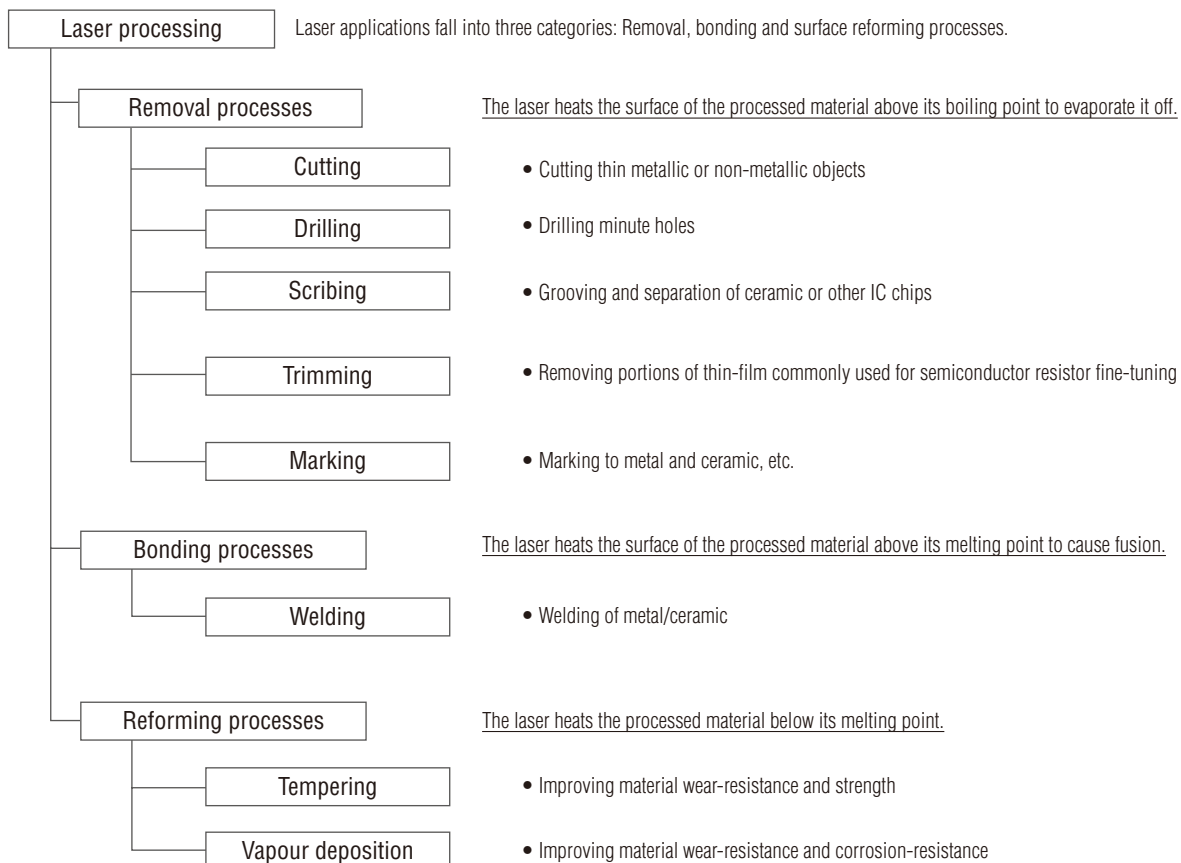 Laser processing
Laser applications fall into three categories: Removal, bonding and surface reforming processes.
Removal processes
The laser heats the surface of the processed material above its boiling point to evaporate it off.
Cutting
• Cutting thin metallic or non-metallic objects
Drilling
• Drilling minute holes
Scribing
• Grooving and separation of ceramic or other IC chips
Trimming
• Removing portions of thin-film commonly used for semiconductor resistor fine-tuning
Marking
• Marking to metal and ceramic, etc.
Bonding processes
The laser heats the surface of the processed material above its melting point to cause fusion.
Welding
• Welding of metal/ceramic
Reforming processes
The laser heats the processed material below its melting point.
Tempering
• Improving material wear-resistance and strength
Vapour deposition
• Improving material wear-resistance and corrosion-resistance